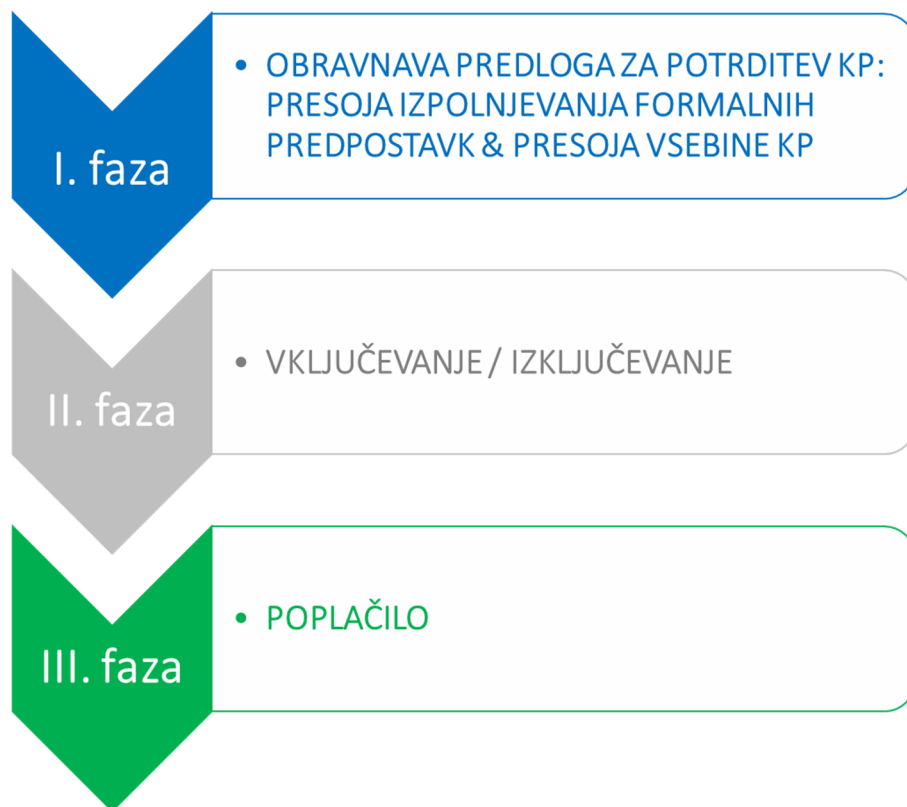 I. faza
• OBRAVNAVA PREDLOGA ZA POTRDITEV KP:
PRESOJA IZPOLNJEVANJA FORMALNIH
PREDPOSTAVK & PRESOJA VSEBINE KP
II. faza
• VKLJUČEVANJE / IZKLJUČEVANJE
III. faza
• POPLAČILO